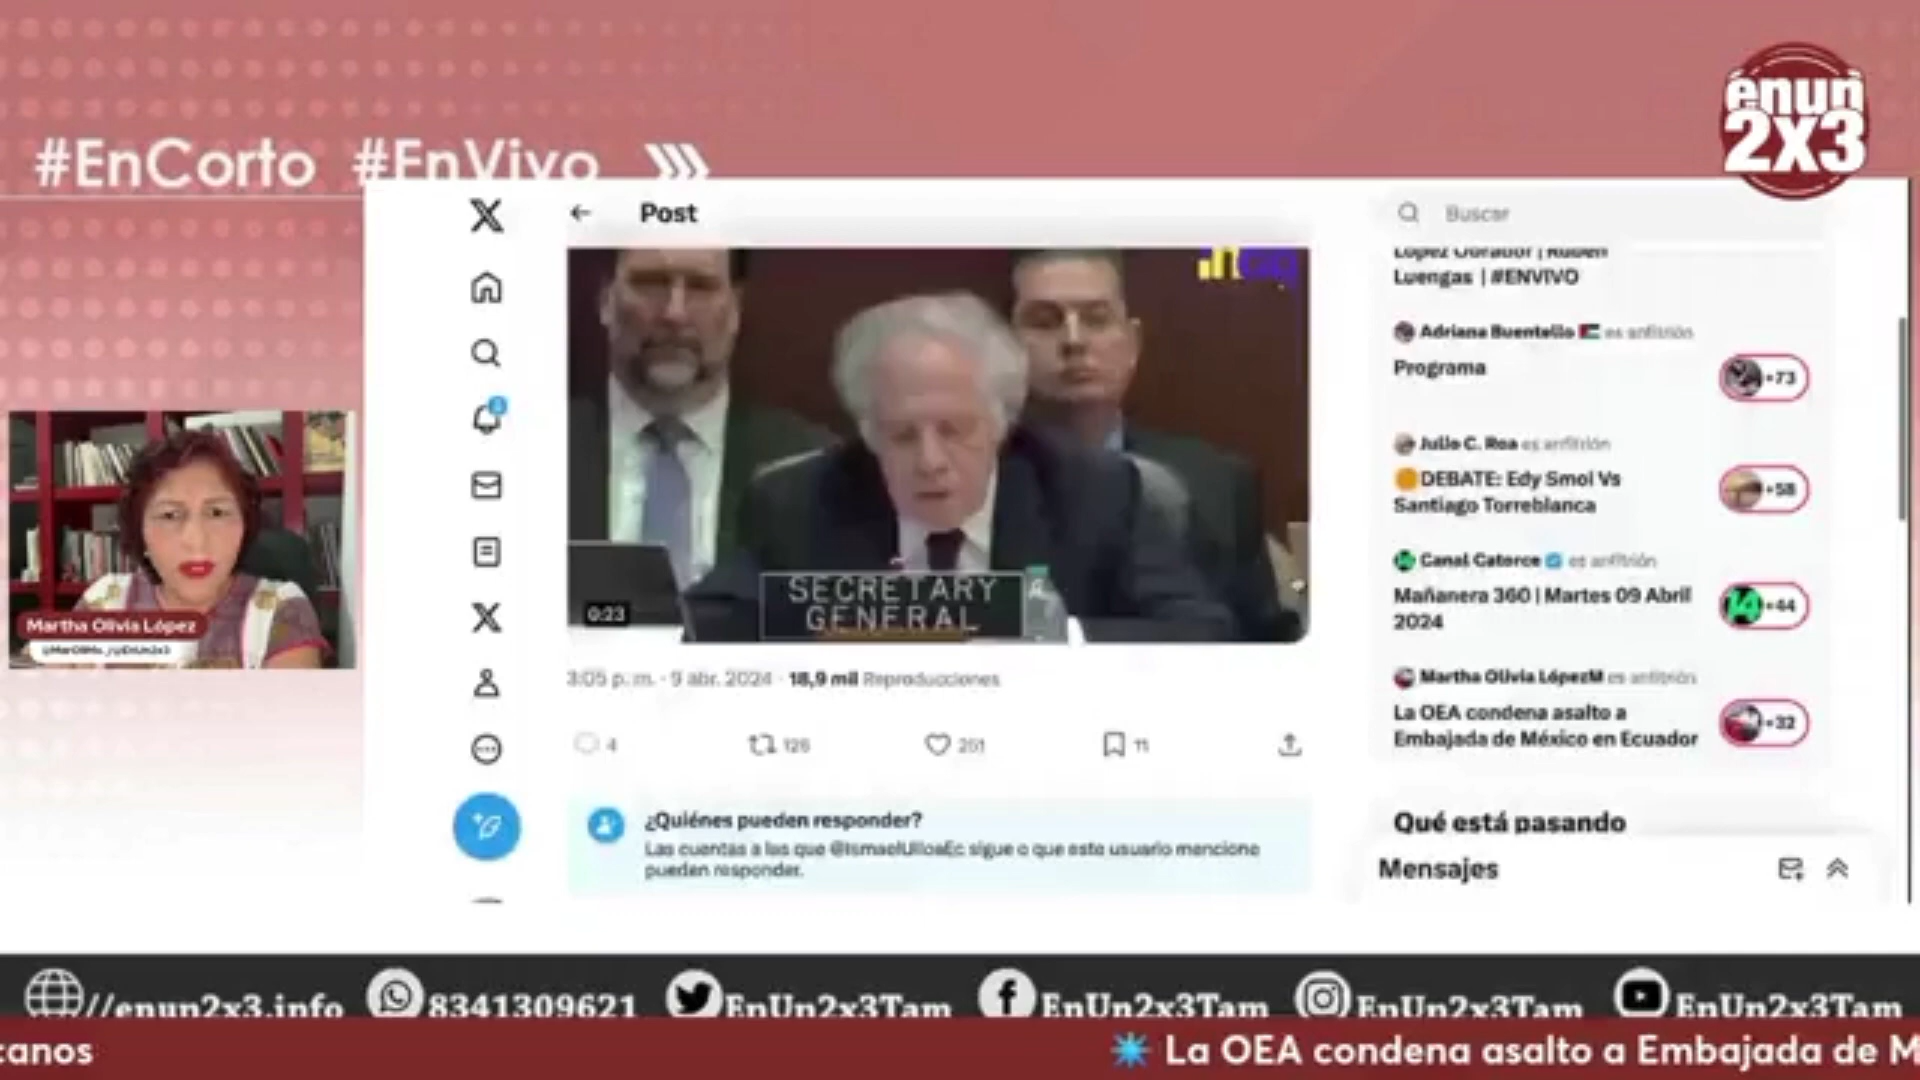 énun
2x3
#EnCorto #EnVivo
Post
Buscar
López Obrador | Rubén
Luengas | #ENVIVO
Adriana Buentello es anfitrión
Programa
+73
Julio C. Roa es anfitrión
DEBATE: Edy Smol Vs
Santiago Torreblanca
+58
Canal Catorce es anfitrión
Mañanera 360 | Martes 09 Abril
2024
+44
Martha Olivia LópezM es anfitrión
La OEA condena asalto a
Embajada de México en Ecuador
+32
Qué está pasando
Mensajes
SECRETARY
GENERAL
0:23
3:05 p. m. · 9 abr. 2024 · 18,9 mil Reproducciones
4
126
251
11
¿Quiénes pueden responder?
Las cuentas a las que @IsmaelUlloaEc sigue o que este usuario mencione
pueden responder.
Martha Olivia López
//enun2x3.info
8341309621
EnUn2x3Tam
EnUn2x3Tam
EnUn2x3Tam
EnUn2x3Tam
canos
La OEA condena asalto a Embajada de M